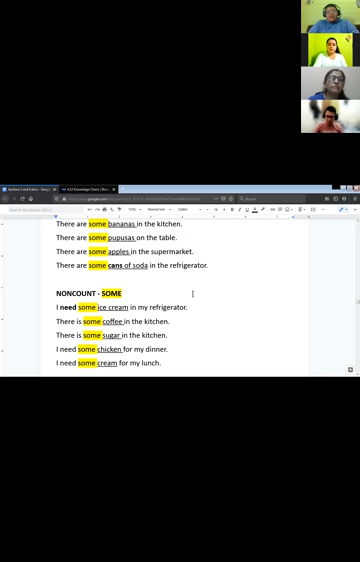 There are some bananas in the kitchen.
There are some pupusas on the table.
There are some apples in the supermarket.
There are some cans of soda in the refrigerator.
NONCOUNT - SOME
I need some ice cream in my refrigerator.
There is some coffee in the kitchen.
There is some sugar in the kitchen.
I need some chicken for my dinner.
I need some cream for my lunch.